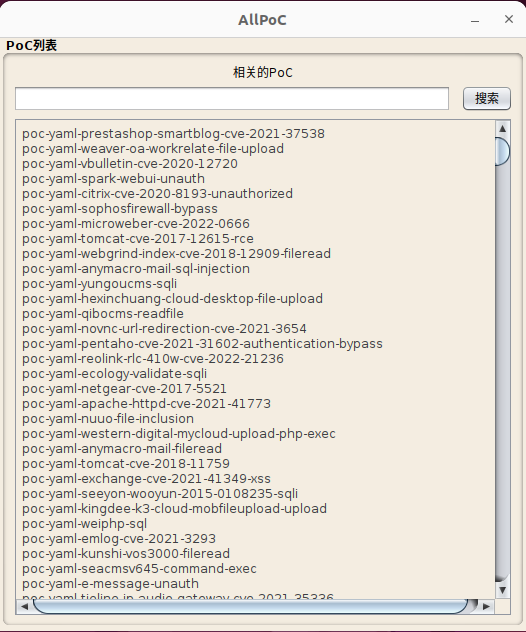 AllPoC
PoC列表
相关的PoC
搜索
poc-yaml-prestashop-smartblog-cve-2021-37538
poc-yaml-weaver-oa-workrelate-file-upload
poc-yaml-vbulletin-cve-2020-12720
poc-yaml-spark-webui-unauth
poc-yaml-citrix-cve-2020-8193-unauthorized
poc-yaml-sophosfirewall-bypass
poc-yaml-microweber-cve-2022-0666
poc-yaml-tomcat-cve-2017-12615-rce
poc-yaml-webgrind-index-cve-2018-12909-fileread
poc-yaml-anymacro-mail-sql-injection
poc-yaml-yungoucms-sqli
poc-yaml-hexinchuang-cloud-desktop-file-upload
poc-yaml-qibocms-readfile
poc-yaml-novnc-url-redirection-cve-2021-3654
poc-yaml-pentaho-cve-2021-31602-authentication-bypass
poc-yaml-reolink-rlc-410w-cve-2022-21236
poc-yaml-ecology-validate-sqli
poc-yaml-netgear-cve-2017-5521
poc-yaml-apache-httpd-cve-2021-41773
poc-yaml-nuuo-file-inclusion
poc-yaml-western-digital-mycloud-upload-php-exec
poc-yaml-anymacro-mail-fileread
poc-yaml-tomcat-cve-2018-11759
poc-yaml-exchange-cve-2021-41349-xss
poc-yaml-seeyon-wooyun-2015-0108235-sqli
poc-yaml-kingdee-k3-cloud-mobfileupload-upload
poc-yaml-weiphp-sql
poc-yaml-emlog-cve-2021-3293
poc-yaml-kunshi-vos3000-fileread
poc-yaml-seacmsv645-command-exec
poc-yaml-e-message-unauth
poc-yaml-tieline-ip-audio-gateway-cve-2021-35336